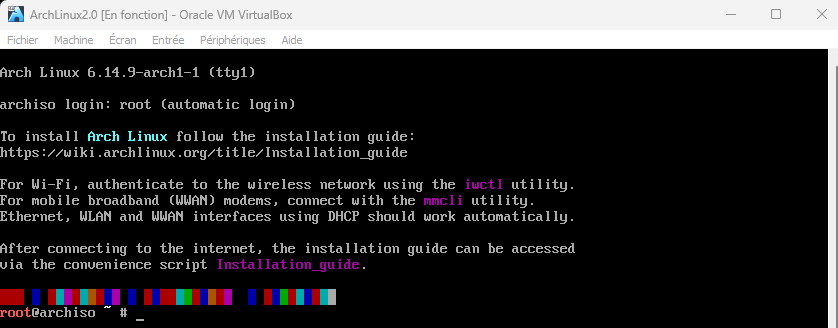 ArchLinux2.0 [En fonction] - Oracle VM VirtualBox
Fichier Machine Écran Entrée Périphériques Aide
Arch Linux 6.14.9-arch1-1 (tty1)
archiso login: root (automatic login)
To install Arch Linux follow the installation guide:
https://wiki.archlinux.org/title/Installation_guide
For Wi-Fi, authenticate to the wireless network using the iwctl utility.
For mobile broadband (WWAN) modems, connect with the mmcli utility.
Ethernet, WLAN and WWAN interfaces using DHCP should work automatically.
After connecting to the internet, the installation guide can be accessed
via the convenience script Installation_guide.
root@archiso ~ # _